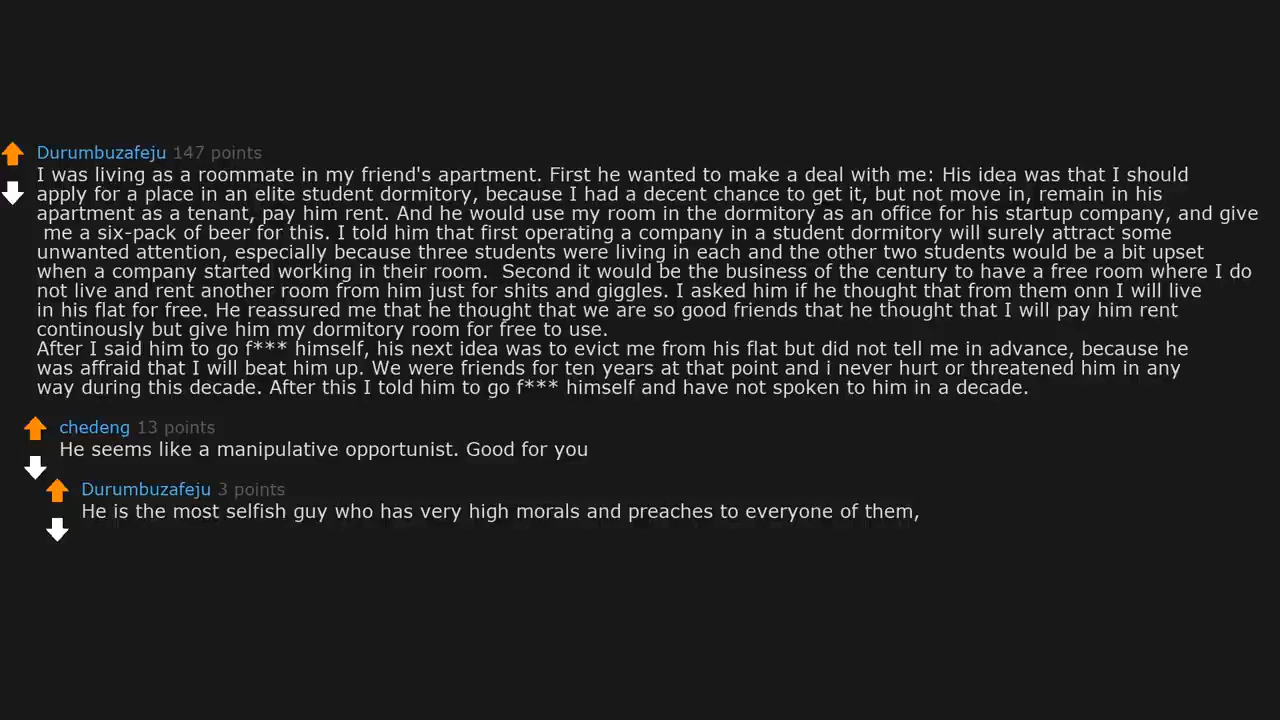 Durumbuzafeju 147 points
I was living as a roommate in my friend's apartment. First he wanted to make a deal with me: His idea was that I should
apply for a place in an elite student dormitory, because I had a decent chance to get it, but not move in, remain in his
apartment as a tenant, pay him rent. And he would use my room in the dormitory as an office for his startup company, and give
me a six-pack of beer for this. I told him that first operating a company in a student dormitory will surely attract some
unwanted attention, especially because three students were living in each and the other two students would be a bit upset
when a company started working in their room. Second it would be the business of the century to have a free room where I do
not live and rent another room from him just for shits and giggles. I asked him if he thought that from them onn I will live
in his flat for free. He reassured me that he thought that we are so good friends that he thought that I will pay him rent
continously but give him my dormitory room for free to use.
After I said him to go f*** himself, his next idea was to evict me from his flat but did not tell me in advance, because he
was affraid that I will beat him up. We were friends for ten years at that point and i never hurt or threatened him in any
way during this decade. After this I told him to go f*** himself and have not spoken to him in a decade.
chedeng 13 points
He seems like a manipulative opportunist. Good for you
Durumbuzafeju 3 points
He is the most selfish guy who has very high morals and preaches to everyone of them,